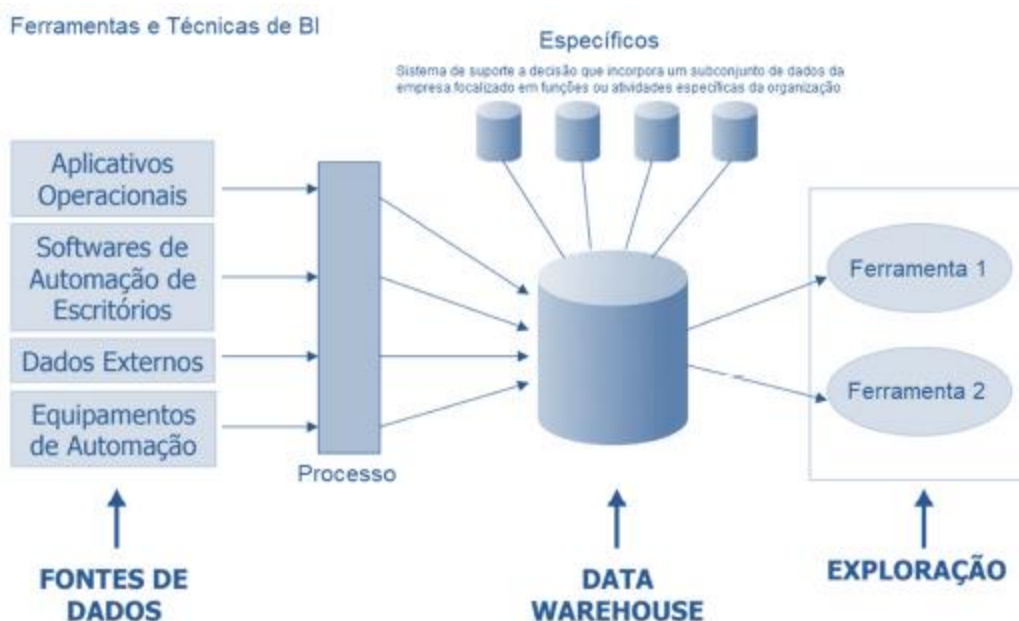 Ferramentas e Técnicas de BI
Específicos
Sistema de suporte a decisão que incorpora um subconjunto de dados da
empresa focalizado em funções ou atividades específicas da organização
Aplicativos
Operacionais
Softwares de
Automação de
Escritórios
Dados Externos
Equipamentos
de Automação
Processo
Ferramenta 1
Ferramenta 2
FONTES DE
DADOS
DATA
WAREHOUSE
EXPLORAÇÃO